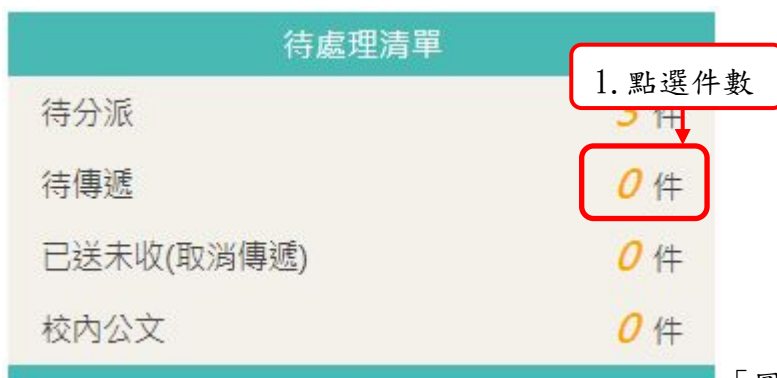 待處理清單
1.點選件數
待分派 件
待傳遞 0 件
已送未收(取消傳遞) 0 件
校內公文 0 件
「